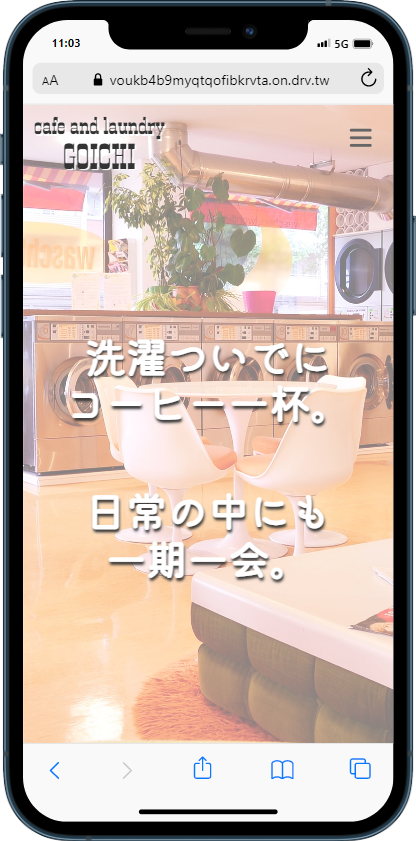 11:03
5G
AA
voukb4b9myqtqofibkrvta.on.drv.tw
cafe and laundry
GOICHI
wasch
洗濯ついでに
コーヒー一杯。
日常の中にも
一期一会。